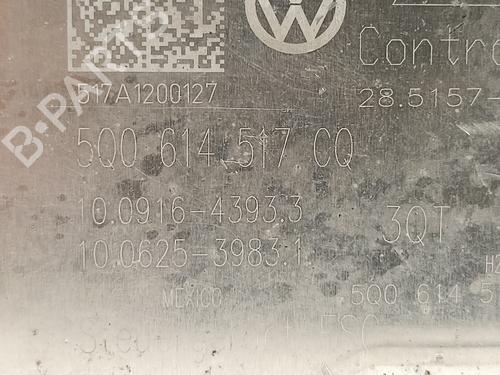 Contr
517A1200127
28.5157-
5Q0 614 517 CQ
10.0916-4393.3
3QT
10.0625-3983.1
MEXICO
5Q0 614 5
B-PARTS